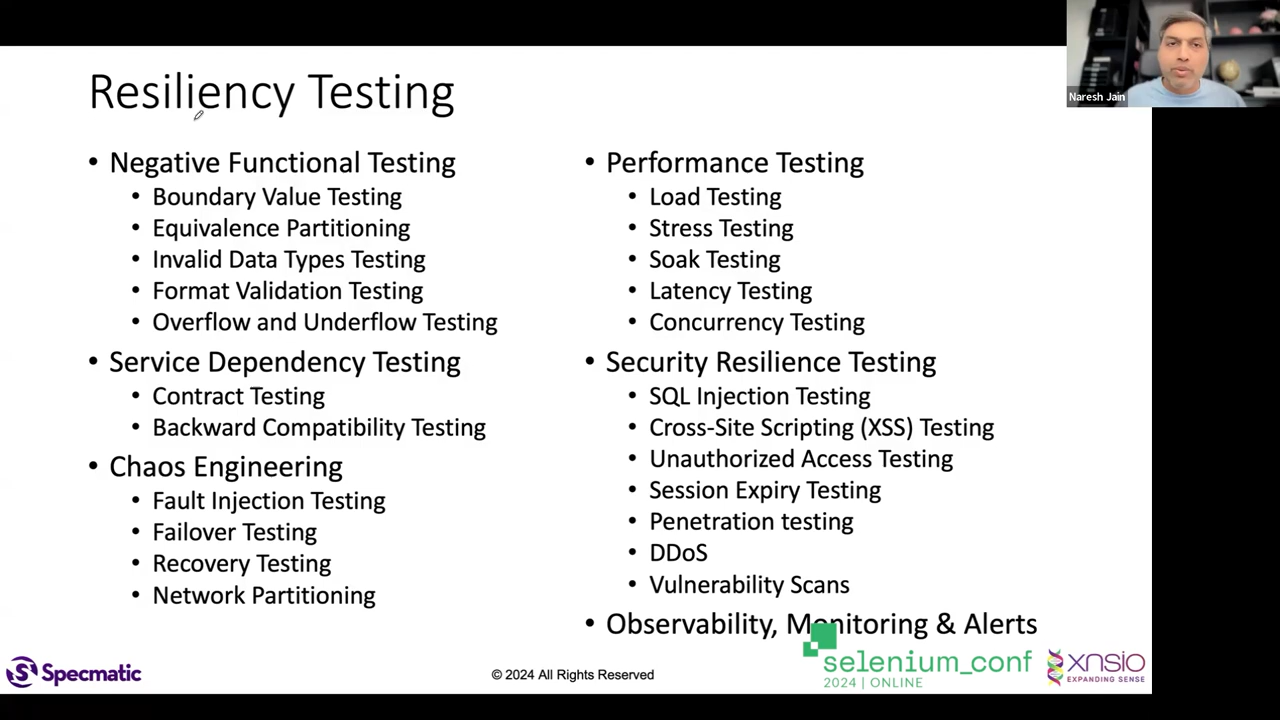 Resiliency Testing
• Negative Functional Testing
• Boundary Value Testing
• Equivalence Partitioning
• Invalid Data Types Testing
• Format Validation Testing
• Overflow and Underflow Testing
• Service Dependency Testing
• Contract Testing
• Backward Compatibility Testing
• Chaos Engineering
• Fault Injection Testing
• Failover Testing
• Recovery Testing
• Network Partitioning
• Performance Testing
• Load Testing
• Stress Testing
• Soak Testing
• Latency Testing
• Concurrency Testing
• Security Resilience Testing
• SQL Injection Testing
• Cross-Site Scripting (XSS) Testing
• Unauthorized Access Testing
• Session Expiry Testing
• Penetration testing
• DDoS
• Vulnerability Scans
• Observability, Monitoring & Alerts
Naresh Jain
Specmatic
© 2024 All Rights Reserved
selenium_conf
2024 | ONLINE
xnsio
EXPANDING SENSE